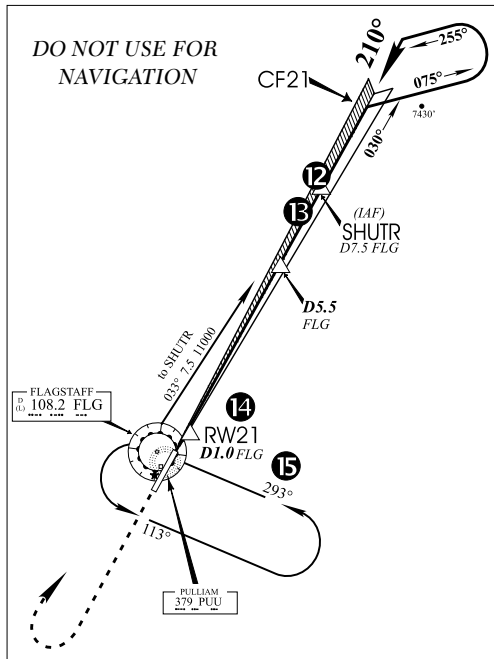 DO NOT USE FOR
NAVIGATION
210°
255°
075°
CF21
7430'
030°
12
13
(IAF)
SHUTR
D7.5 FLG
D5.5
FLG
to SHUTR
033° 7.5 11000
FLAGSTAFF
D
(L) 108.2 FLG
14
RW21
D1.0 FLG
15
293°
113°
PULLIAM
379 PUU